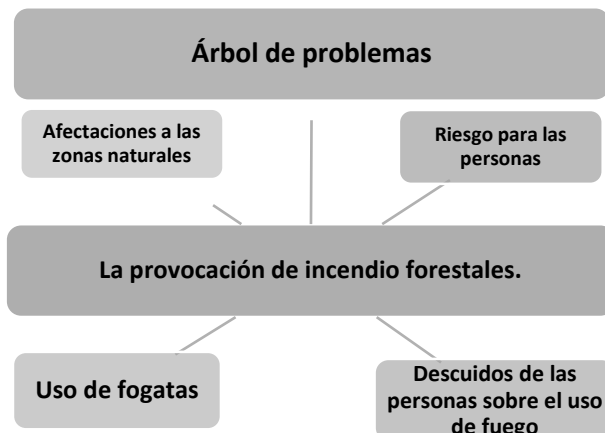 Árbol de problemas
Afectaciones a las
zonas naturales
Riesgo para las
personas
La provocación de incendio forestales.
Uso de fogatas
Descuidos de las
personas sobre el uso
de fuego